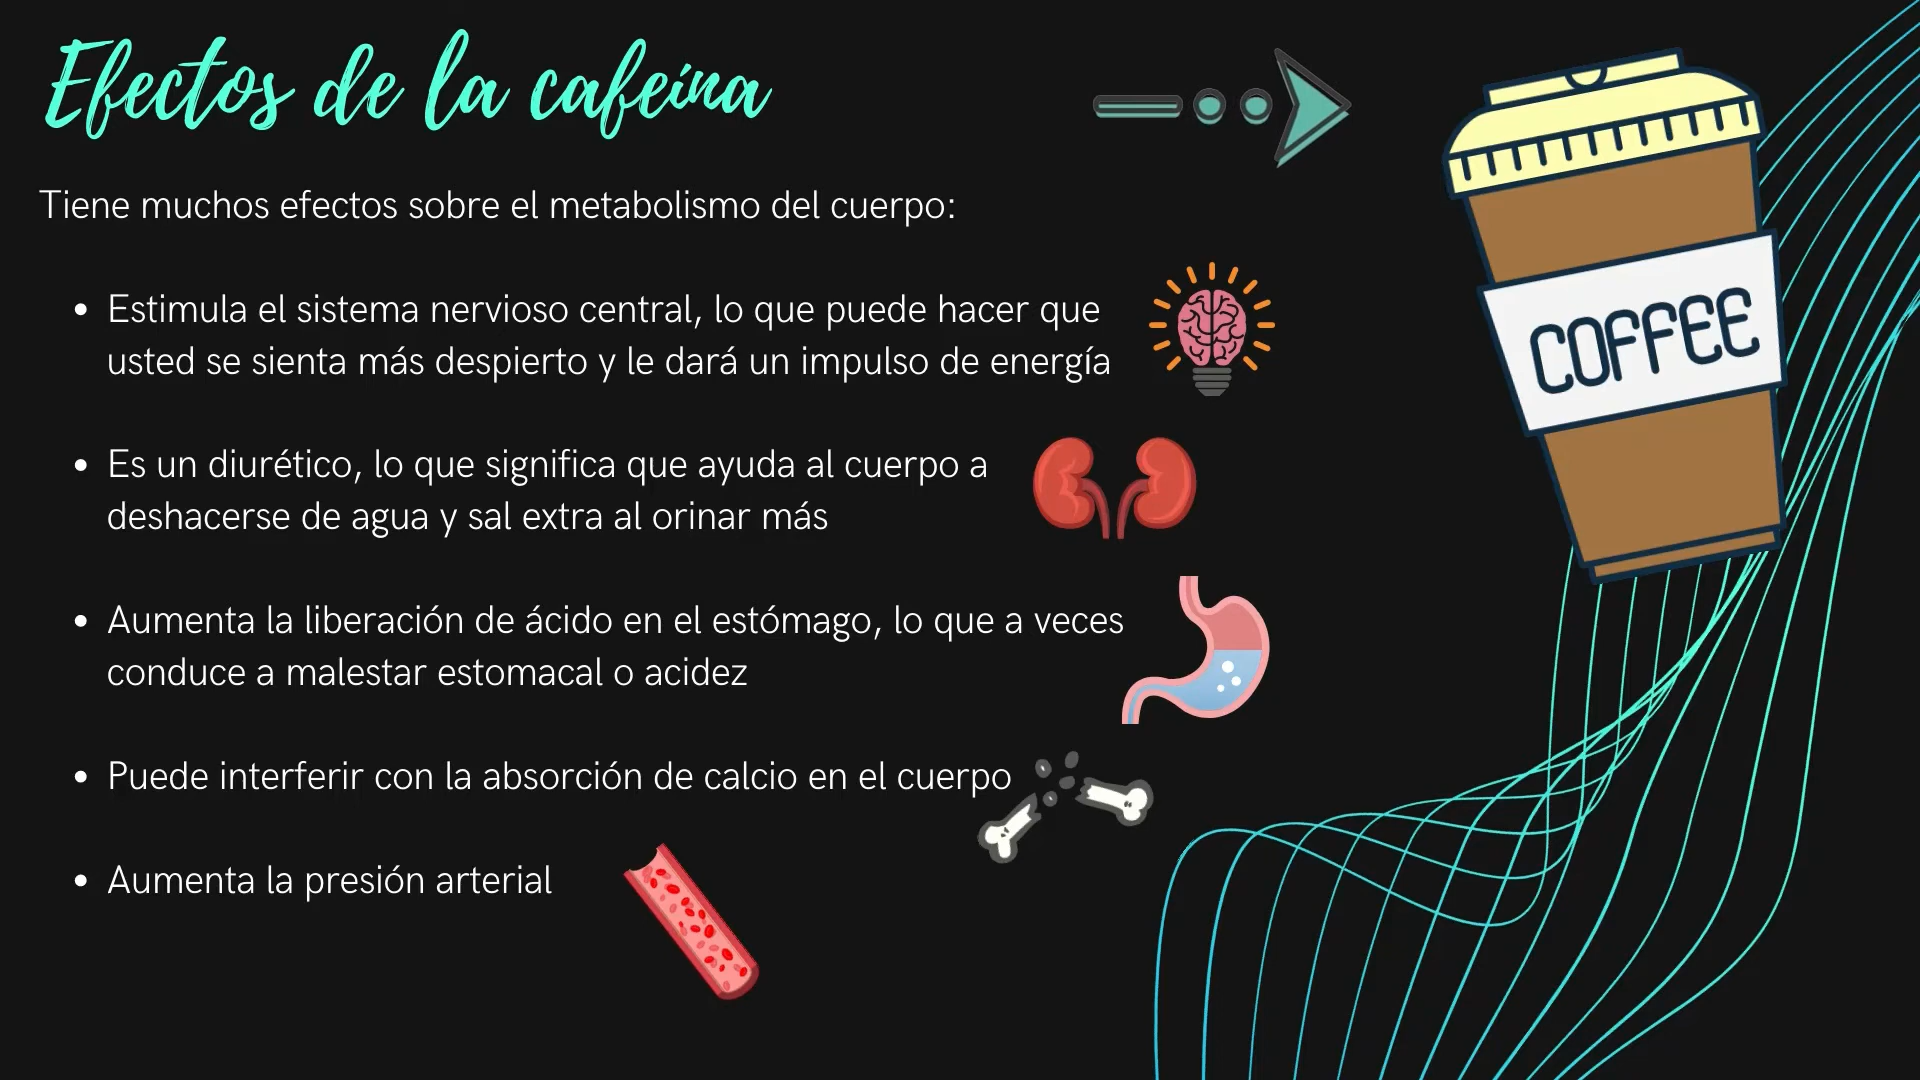 Efectos de la cafeína
Tiene muchos efectos sobre el metabolismo del cuerpo:
• Estimula el sistema nervioso central, lo que puede hacer que
usted se sienta más despierto y le dará un impulso de energía
• Es un diurético, lo que significa que ayuda al cuerpo a
deshacerse de agua y sal extra al orinar más
• Aumenta la liberación de ácido en el estómago, lo que a veces
conduce a malestar estomacal o acidez
• Puede interferir con la absorción de calcio en el cuerpo
• Aumenta la presión arterial
COFFEE